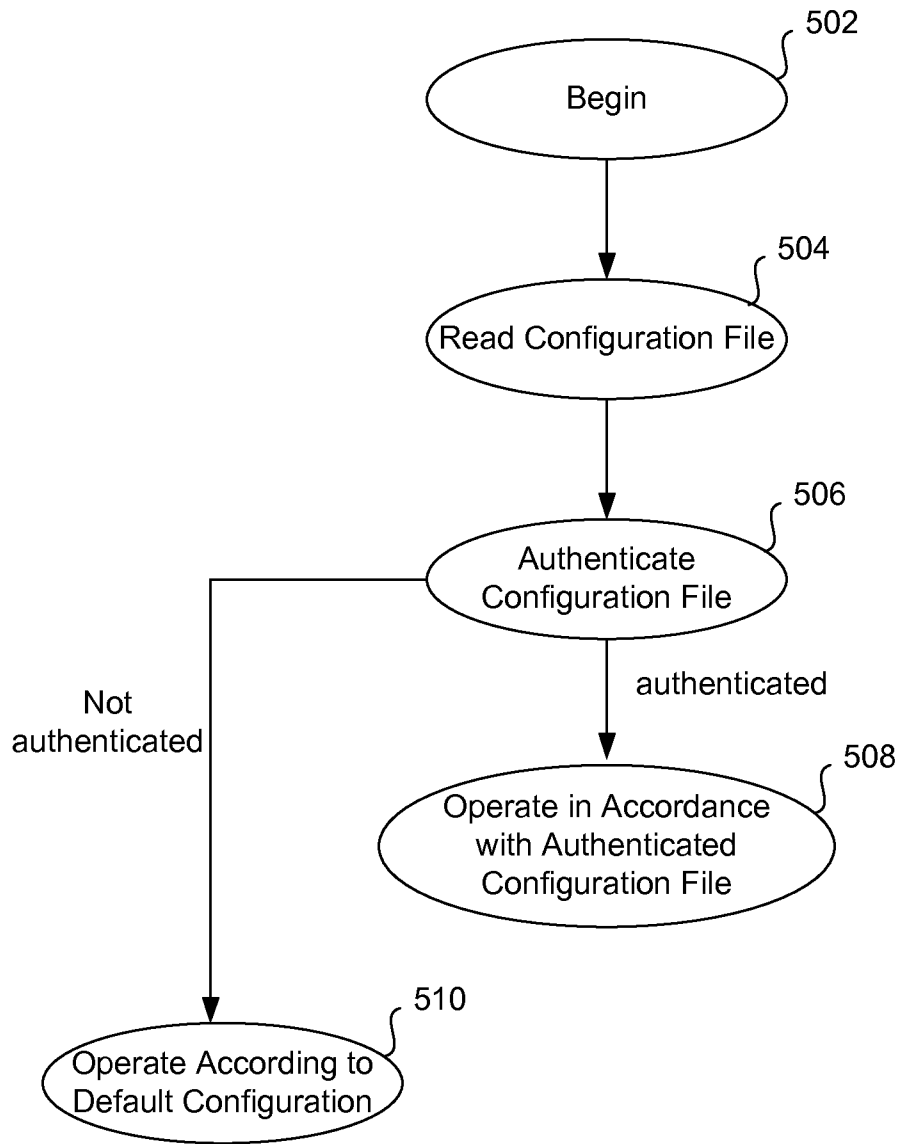 502
Begin
504
Read Configuration File
506
Authenticate
Configuration File
authenticated
Not
authenticated
508
Operate in Accordance
with Authenticated
Configuration File
510
Operate According to
Default Configuration